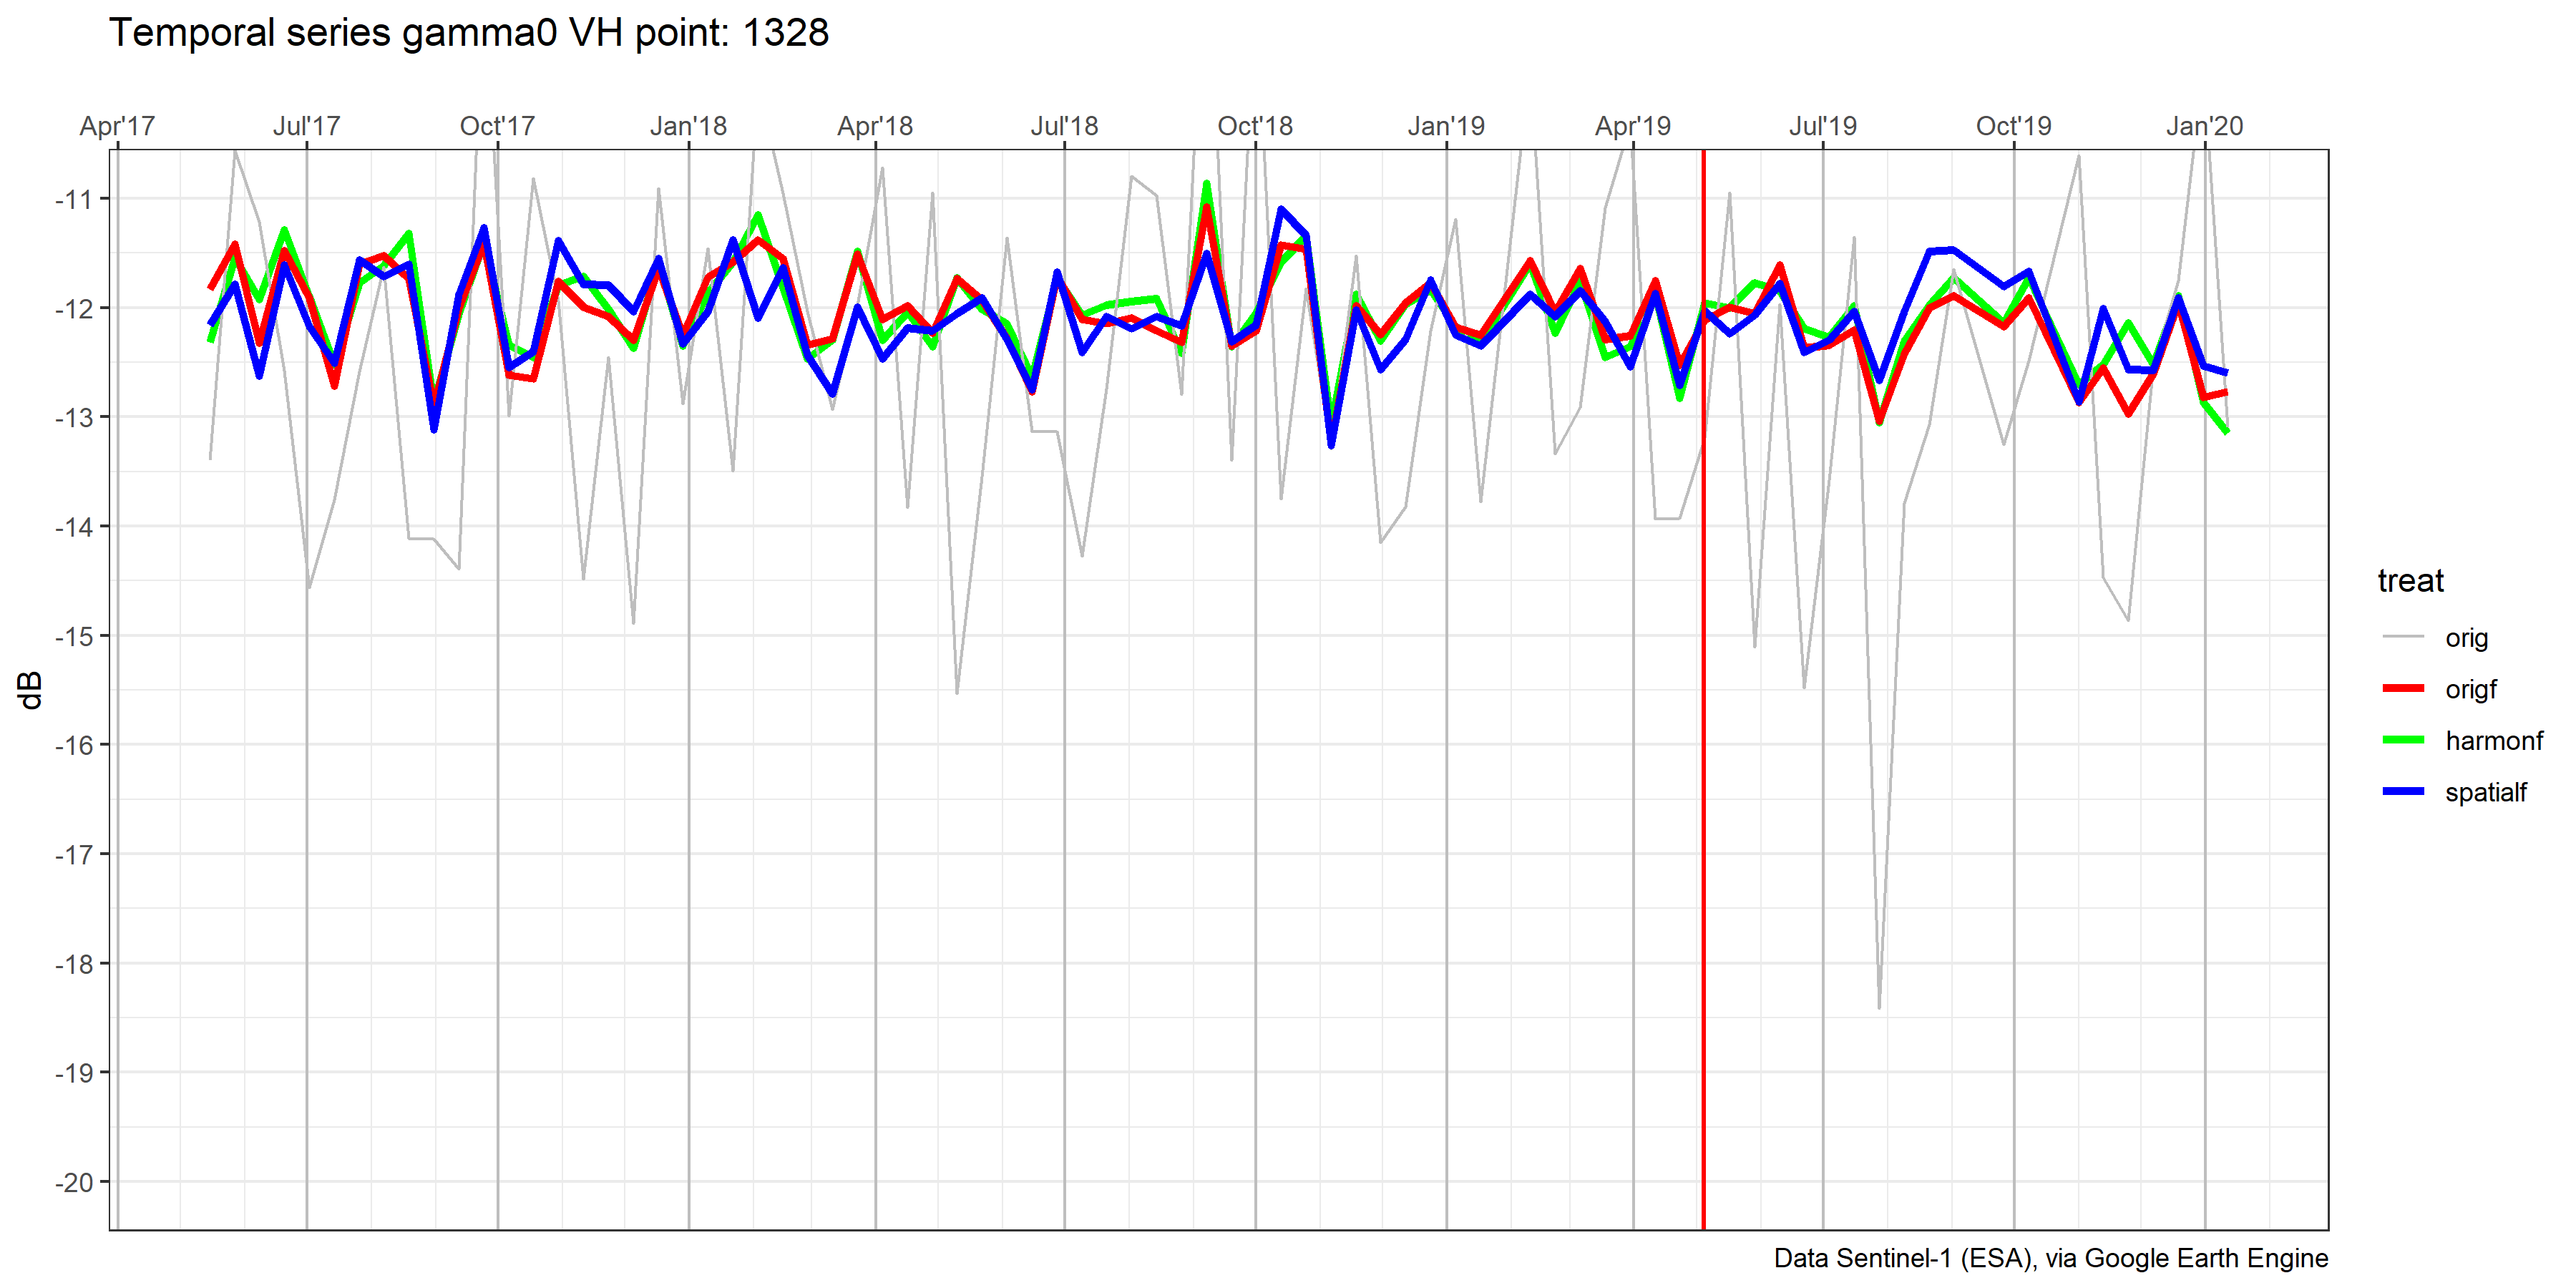 Temporal series gamma0 VH point: 1328
Apr'17 Jul'17 Oct'17 Jan'18 Apr'18 Jul'18 Oct'18 Jan'19 Apr'19 Jul'19 Oct'19 Jan'20
-11
-12
-13
-14
-15
-16
-17
-18
-19
-20
dB
treat
orig
origf
harmonf
spatialf
Data Sentinel-1 (ESA), via Google Earth Engine